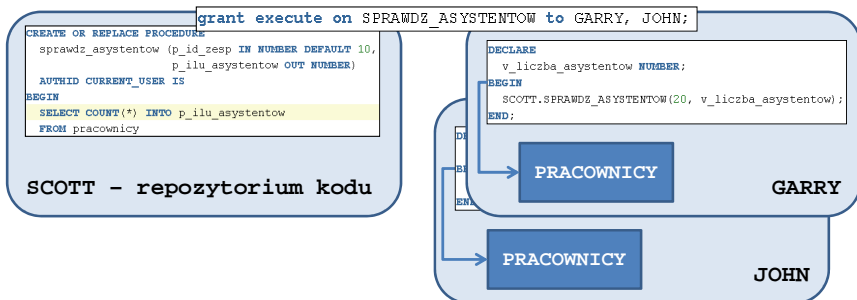 grant execute on SPRAWDZ_ASYSTENTOW to GARRY, JOHN;
CREATE OR REPLACE PROCEDURE
sprawdz_asystentow (p_id_zesp IN NUMBER DEFAULT 10,
p_ilu_asystentow OUT NUMBER)
AUTHID CURRENT_USER IS
BEGIN
SELECT COUNT(*) INTO p_ilu_asystentow
FROM pracownicy
SCOTT – repozytorium kodu
DECLARE
v_liczba_asystentow NUMBER;
BEGIN
SCOTT.SPRAWDZ_ASYSTENTOW(20, v_liczba_asystentow);
END;
PRACOWNICY
GARRY
PRACOWNICY
JOHN